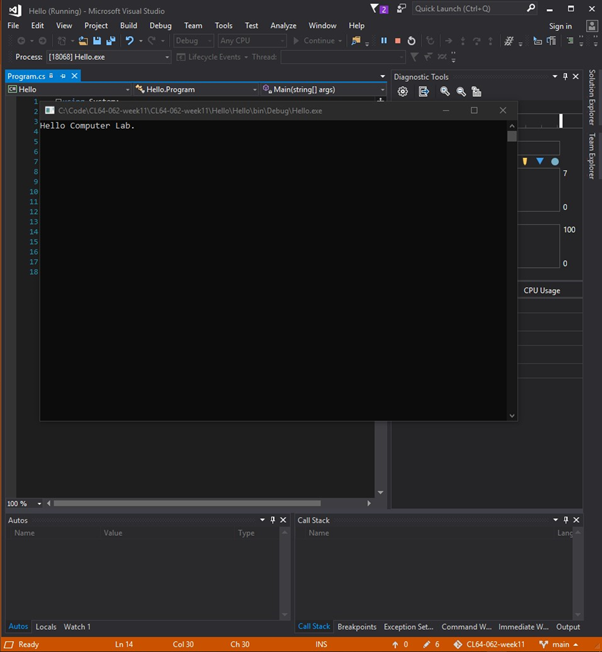 Hello (Running) - Microsoft Visual Studio
2
Quick Launch (Ctrl+Q)
File Edit View Project Build Debug Team Tools Test Analyze Window Help Sign in
Debug Any CPU Continue
Process: [18068] Hello.exe Lifecycle Events Thread:
Program.cs
Diagnostic Tools
Hello Hello.Program Main(string[] args)
1 using System;
C:\Code\CL64-062-week11\CL64-062-week11\Hello\Hello\bin\Debug\Hello.exe
Hello Computer Lab.
2
3
4
5
6
7
8
9
10
11
12
13
14
15
16
17
18
7
0
100
0
CPU Usage
Solution Explorer
Team Explorer
100 %
Autos
Name Value Type
Autos Locals Watch 1
Call Stack
Name Lang
Call Stack Breakpoints Exception Set... Command W... Immediate W... Output
Ready Ln 14 Col 30 Ch 30 INS 0 6 CL64-062-week11 main